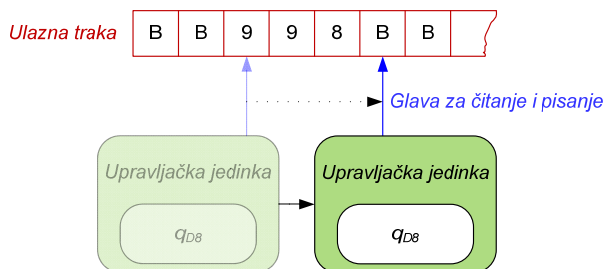 Ulazna traka B B 9 9 8 B B
Glava za čitanje i pisanje
Upravljačka jedinka Upravljačka jedinka
qD8 qD8